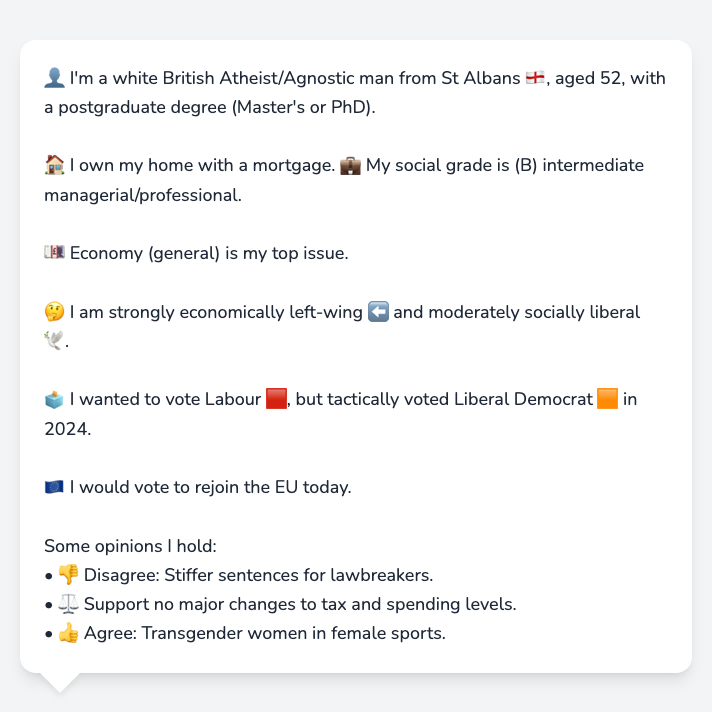 👤 I'm a white British Atheist/Agnostic man from St Albans 🏴󠁧󠁢󠁥󠁮󠁧󠁿, aged 52, with
a postgraduate degree (Master's or PhD).
🏠 I own my home with a mortgage. 💼 My social grade is (B) intermediate
managerial/professional.
💷 Economy (general) is my top issue.
🤔 I am strongly economically left-wing ⬅️ and moderately socially liberal
🕊️.
🗳️ I wanted to vote Labour 🟥, but tactically voted Liberal Democrat 🟧 in
2024.
🇪🇺 I would vote to rejoin the EU today.
Some opinions I hold:
• 👎 Disagree: Stiffer sentences for lawbreakers.
• ⚖️ Support no major changes to tax and spending levels.
• 👍 Agree: Transgender women in female sports.